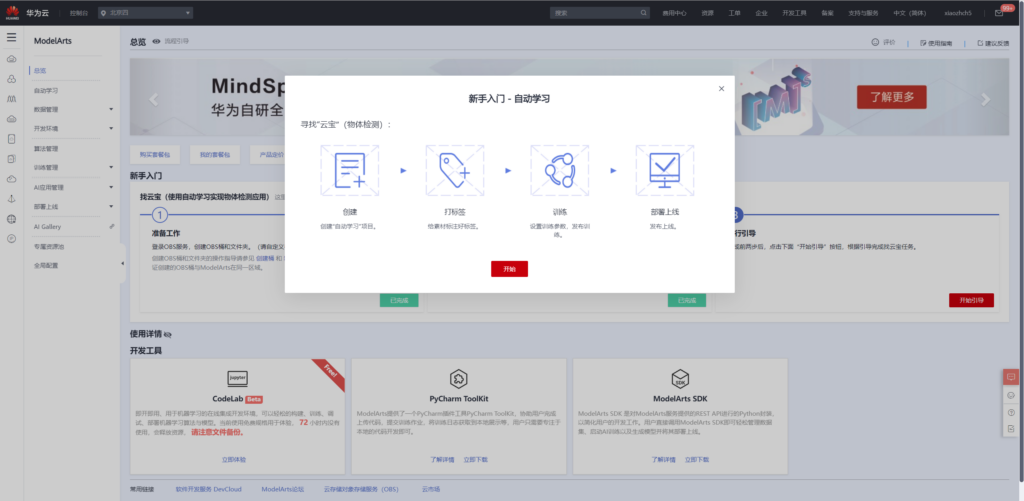 HUAWEI
华为云
控制台
北京四
搜索
费用中心
资源
工单
企业
开发工具
备案
支持与服务
中文（简体）
xiaozhch5
99+
ModelArts
总览
自动学习
数据管理
开发环境
算法管理
训练管理
AI应用管理
部署上线
AI Gallery
专属资源池
全局配置
总览
流程引导
评价
使用指南
建议反馈
MindSp
华为自研全
了解更多
购买套餐包
我的套餐包
产品定价
新手入门
找云宝（使用自动学习实现物体检测应用）
1
准备工作
登录OBS服务，创建OBS桶和文件夹。（请自定义
创建OBS桶和文件夹的操作指导请参见 创建桶 和
证创建的OBS桶与ModelArts在同一区域。
已完成
已完成
3
行引导
成前两步后，点击下面“开始引导”按钮，根据引导完成找云宝任务。
开始引导
新手入门 - 自动学习
寻找“云宝”（物体检测）：
创建
创建“自动学习”项目。
打标签
给素材标注好标签。
训练
设置训练参数、发布训
练。
部署上线
发布上线。
开始
使用详情
开发工具
Free!
jupyter
CodeLab Beta
即开即用，用于机器学习的在线集成开发环境，可以轻松的构建、训练、调
试、部署机器学习算法与模型。当前使用免费规格用于体验， 72 小时内没有
使用，会释放资源， 请注意文件备份。
立即体验
PyCharm ToolKit
ModelArts提供了一个PyCharm插件工具PyCharm ToolKit，协助用户完成
上传代码、提交训练作业、将训练日志获取到本地展示等，用户只需要专注于
本地的代码开发即可。
了解详情 立即下载
SDK
ModelArts SDK
ModelArts SDK 是对ModelArts服务提供的REST API进行的Python封装，
以简化用户的开发工作。用户直接调用ModelArts SDK即可轻松管理数据
集、启动AI训练以及生成模型并将其部署上线。
了解详情 立即下载
常用链接
软件开发服务 DevCloud
ModelArts论坛
云存储对象存储服务（OBS）
云市场